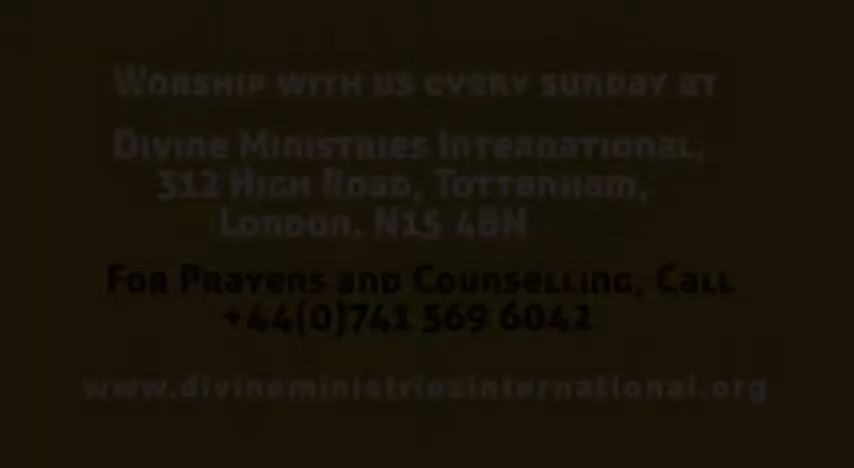 Worship with us every sunday at
Divine Ministries International,
312 High Road, Tottenham,
London. N15 4BN
For Prayers and Counselling, Call
+44(0)741 569 6042
www.divineministriesinternational.org